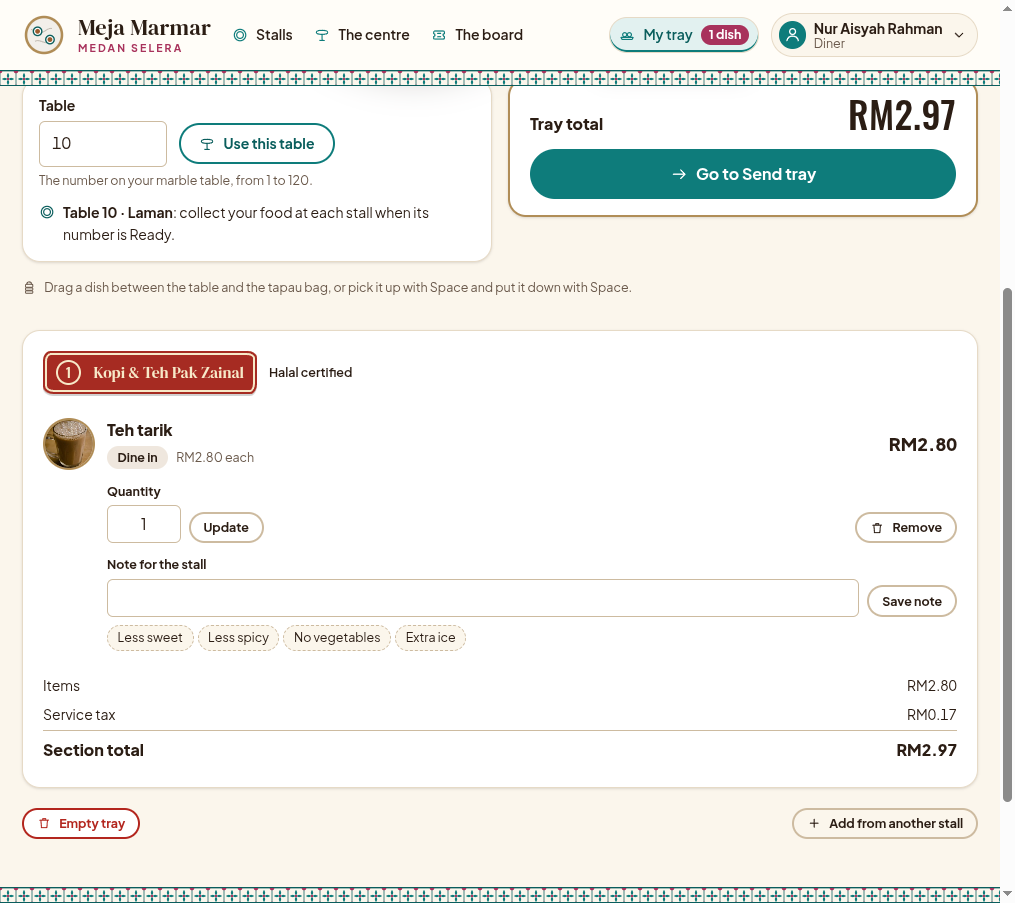 Meja Marmar
MEDAN SELERA
Stalls
The centre
The board
My tray
1 dish
Nur Aisyah Rahman
Diner
Table
10
Use this table
The number on your marble table, from 1 to 120.
Table 10 · Laman: collect your food at each stall when its
number is Ready.
Tray total
RM2.97
Go to Send tray
Drag a dish between the table and the tapau bag, or pick it up with Space and put it down with Space.
1 Kopi & Teh Pak Zainal
Halal certified
Teh tarik
Dine in
RM2.80 each
RM2.80
Quantity
1
Update
Remove
Note for the stall
Save note
Less sweet
Less spicy
No vegetables
Extra ice
Items RM2.80
Service tax RM0.17
Section total RM2.97
Empty tray
Add from another stall